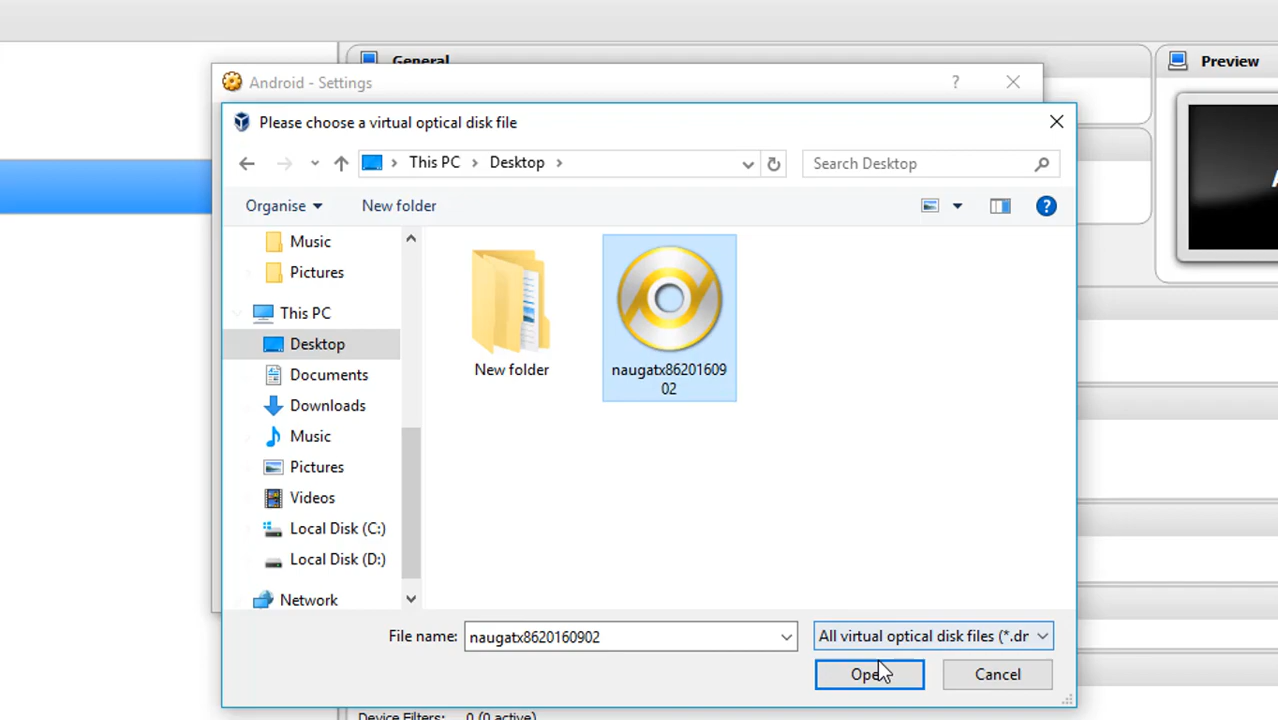 General
Preview
Android - Settings
?
Please choose a virtual optical disk file
This PC
Desktop
Search Desktop
Organise
New folder
?
Music
Pictures
This PC
Desktop
Documents
Downloads
Music
Pictures
Videos
Local Disk (C:)
Local Disk (D:)
Network
New folder
naugatx86201609
02
File name:
naugatx8620160902
All virtual optical disk files (*.dr
Open
Cancel
Device Filters:
0 (0 active)